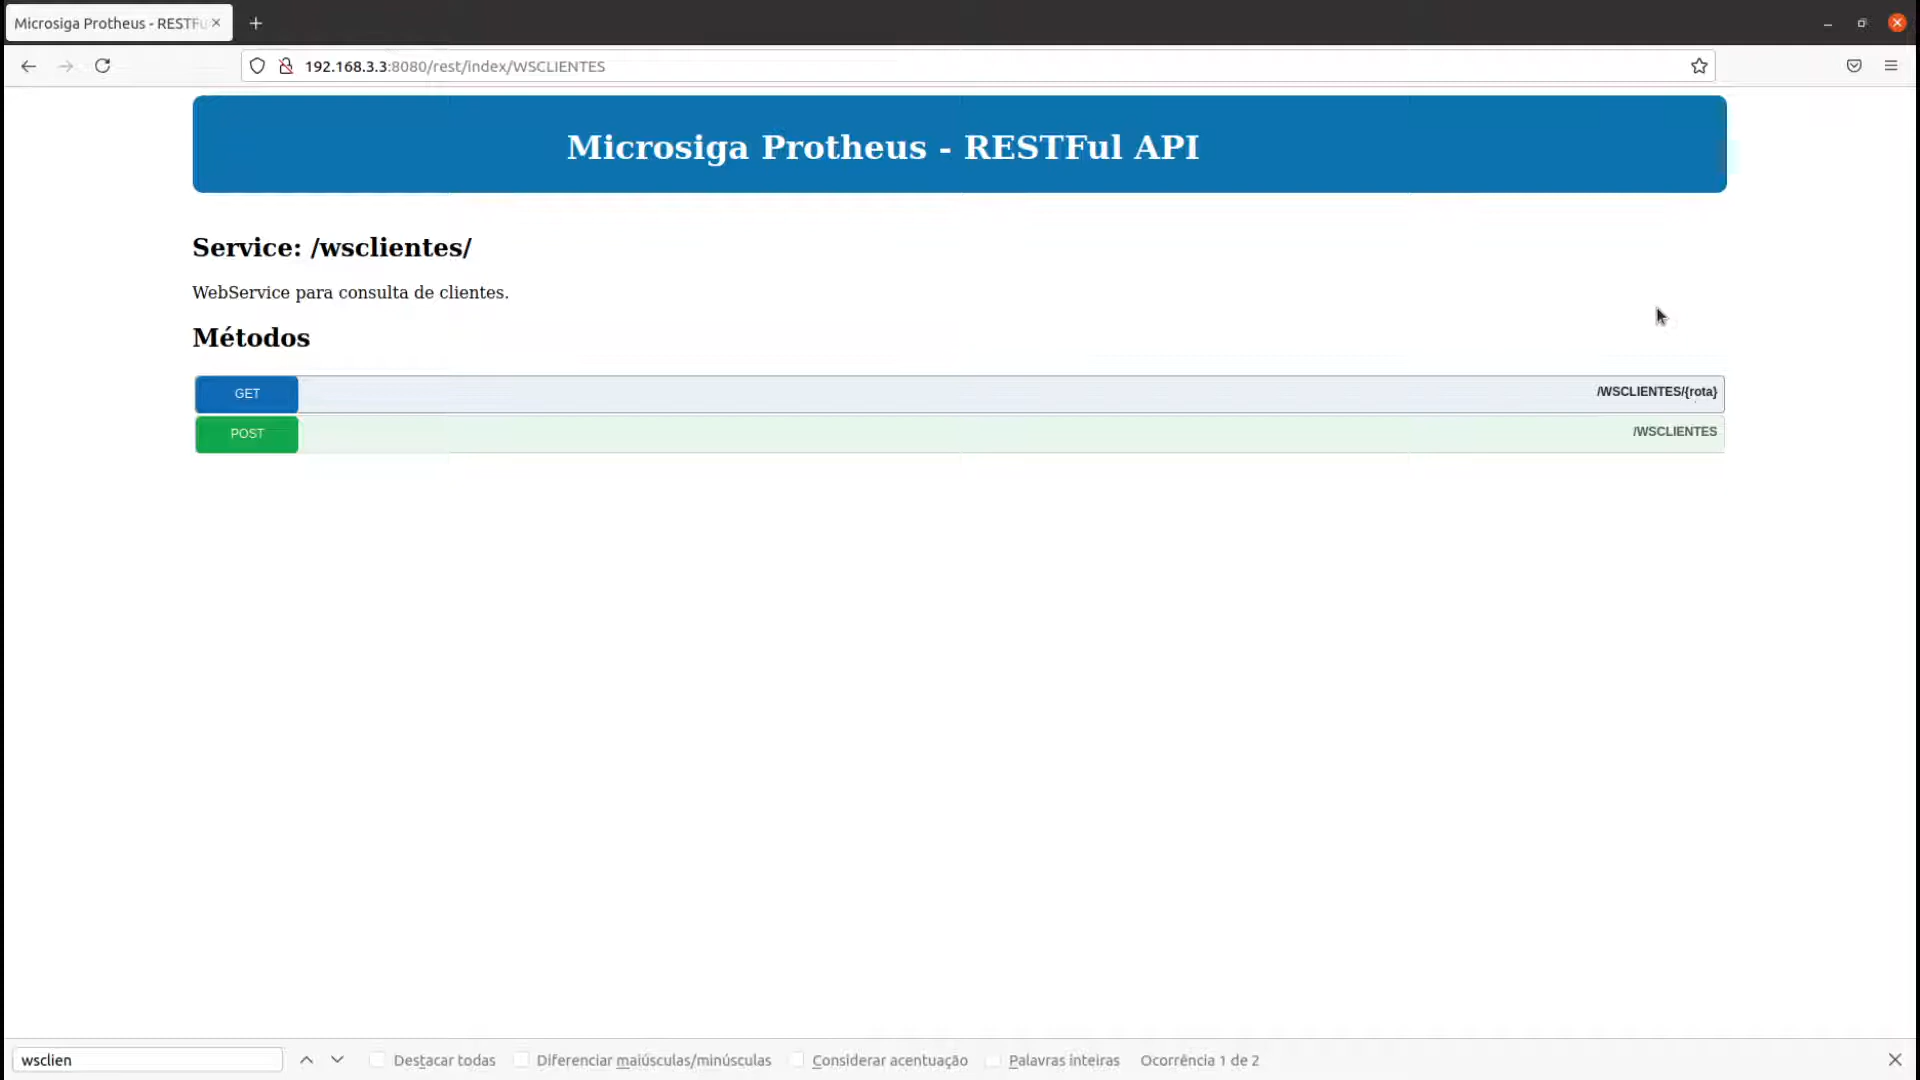 Microsiga Protheus - RESTFu
192.168.3.3:8080/rest/index/WSCLIENTES
Microsiga Protheus - RESTFul API
Service: /wsclientes/
WebService para consulta de clientes.
Métodos
GET /WSCLIENTES/{rota}
POST /WSCLIENTES
wsclien Destacar todas Diferenciar maiúsculas/minúsculas Considerar acentuação Palavras inteiras Ocorrência 1 de 2